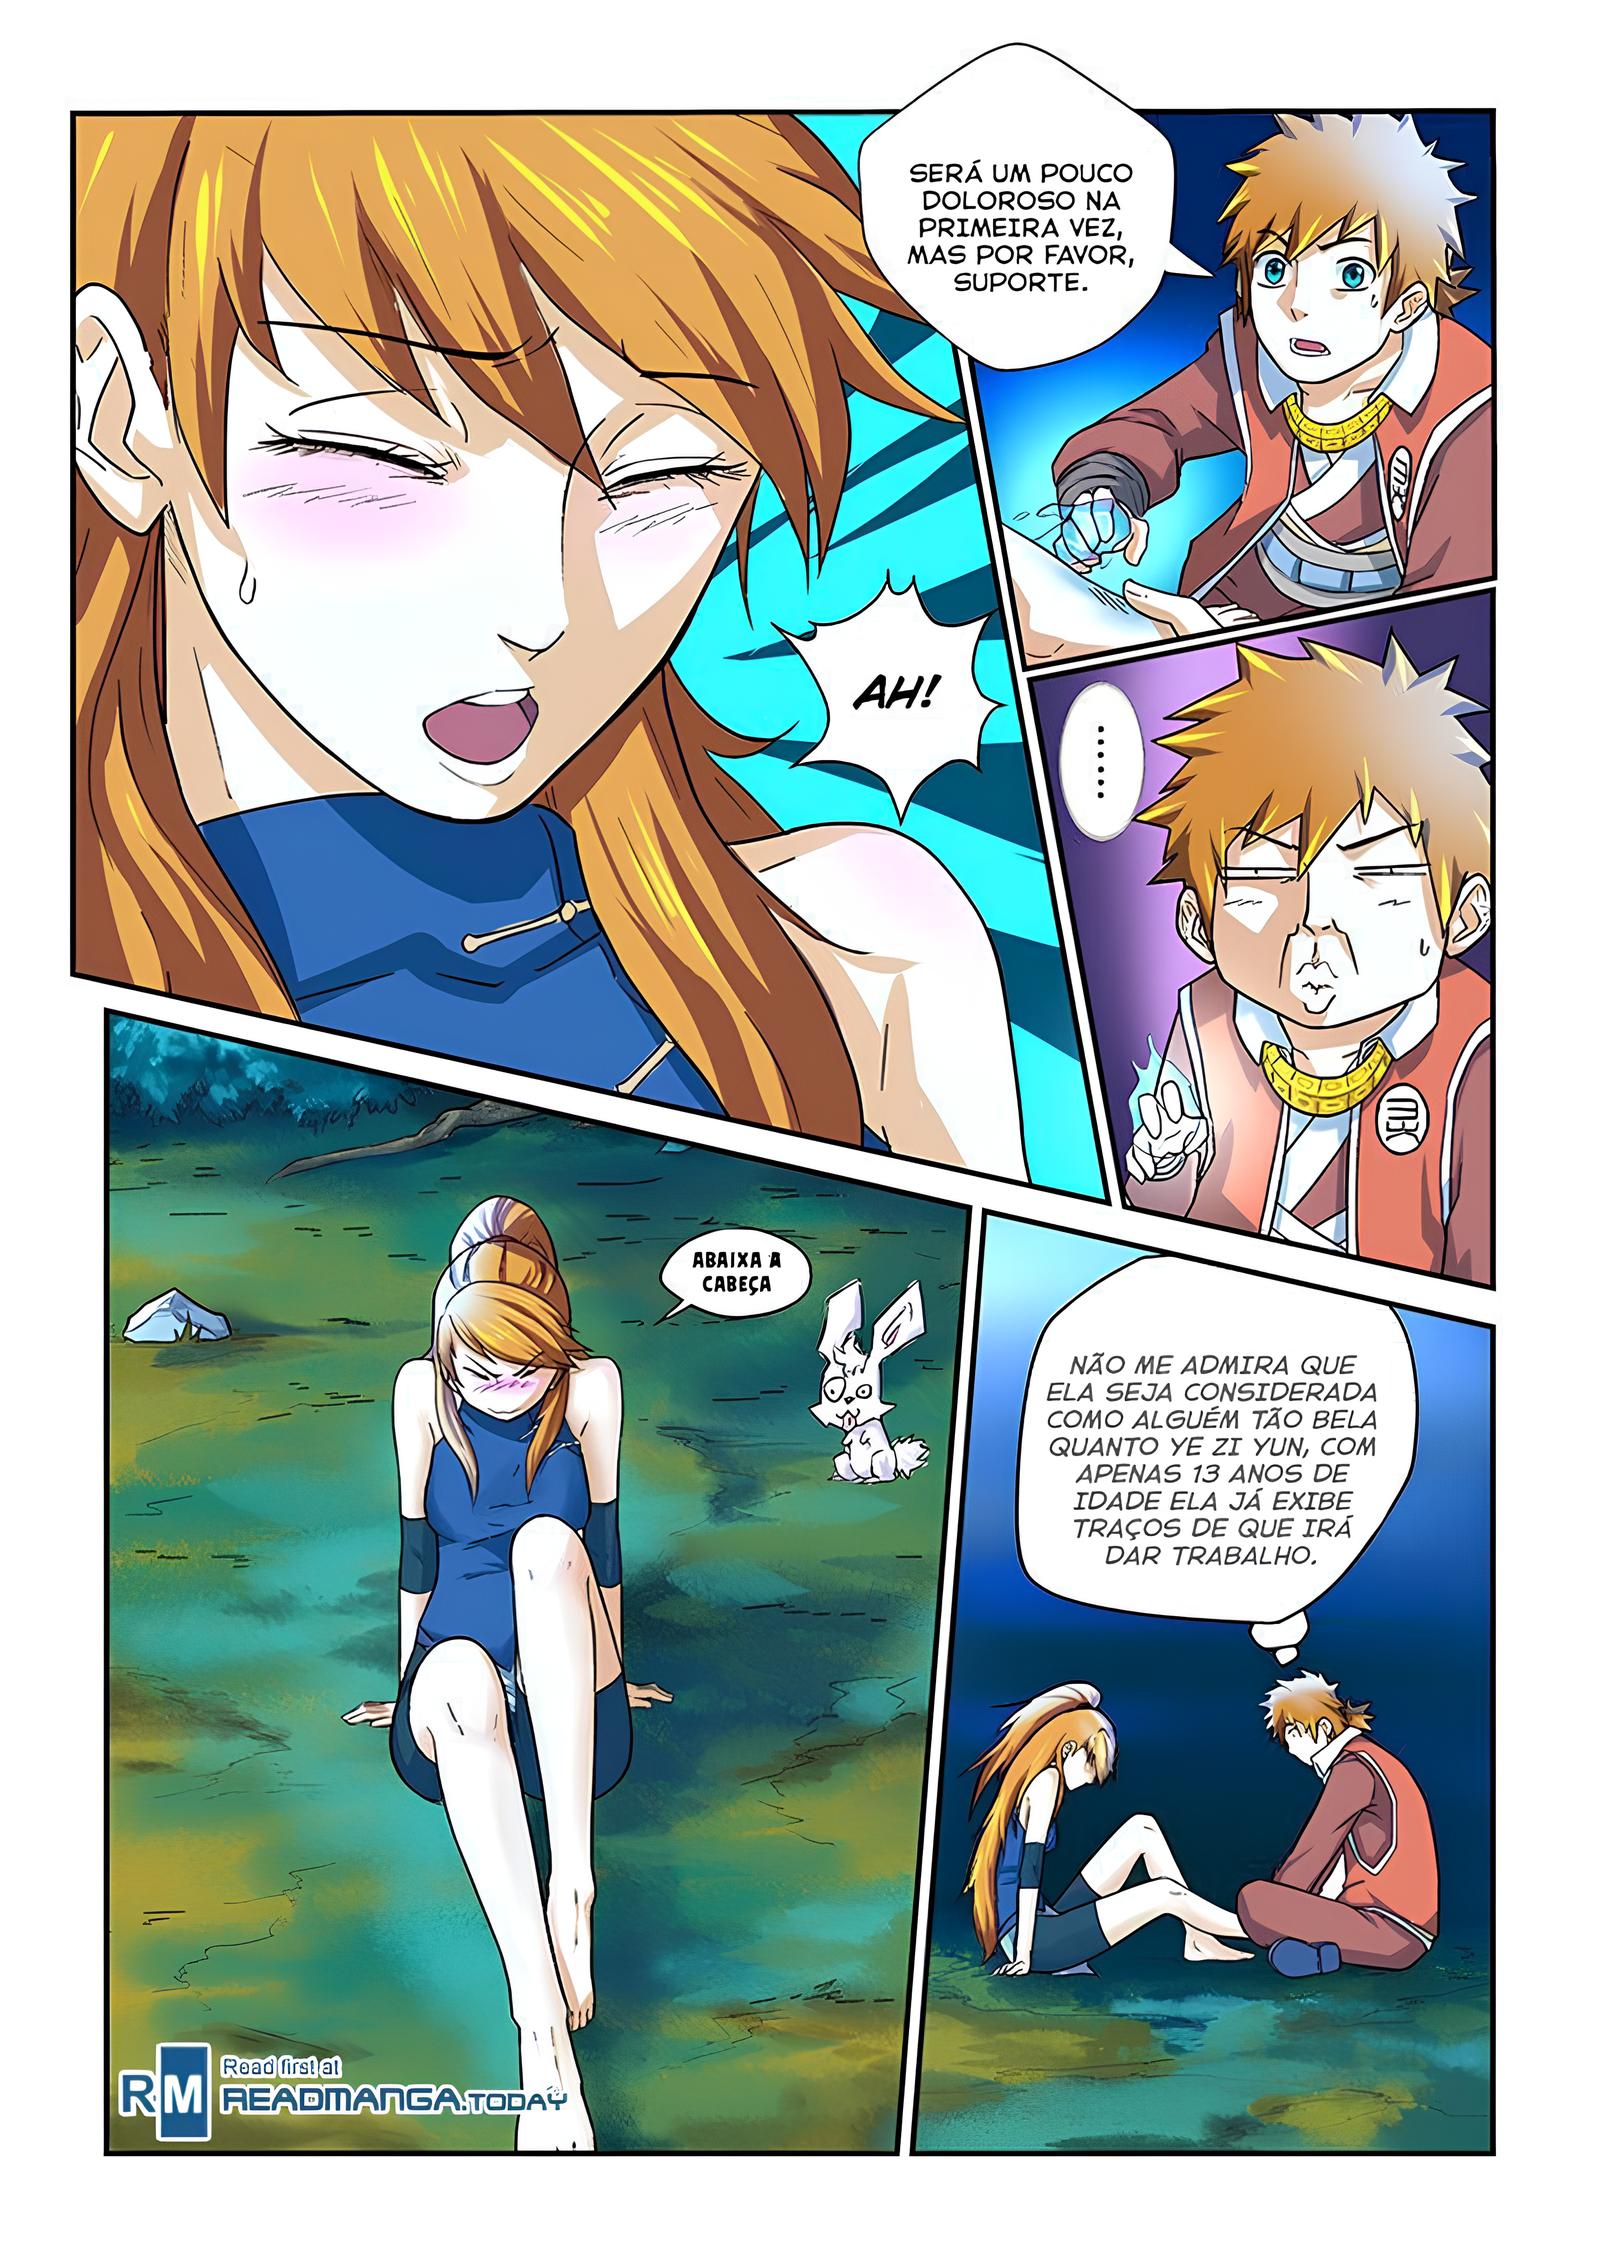 SERÁ UM POUCO
DOLOROSO NA
PRIMEIRA VEZ,
MAS POR FAVOR,
SUPORTE.
AH!
......
ABAIXA A
CABEÇA
NÃO ME ADMIRA QUE
ELA SEJA CONSIDERADA
COMO ALGUÉM TÃO BELA
QUANTO YE ZI YUN, COM
APENAS 13 ANOS DE
IDADE ELA JÁ EXIBE
TRAÇOS DE QUE IRÁ
DAR TRABALHO.
RM
Read first at
READMANGA.TODAY